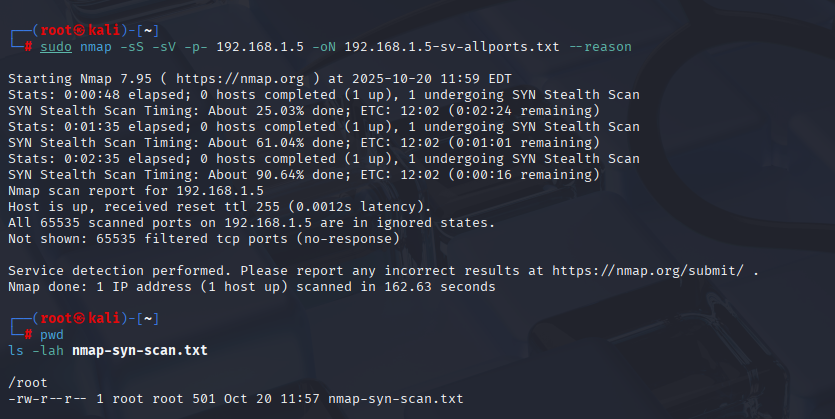 ┌──(root㉿kali)-[~]
└─# sudo nmap -sS -sV -p- 192.168.1.5 -oN 192.168.1.5-sv-allports.txt --reason
Starting Nmap 7.95 ( https://nmap.org ) at 2025-10-20 11:59 EDT
Stats: 0:00:48 elapsed; 0 hosts completed (1 up), 1 undergoing SYN Stealth Scan
SYN Stealth Scan Timing: About 25.03% done; ETC: 12:02 (0:02:24 remaining)
Stats: 0:01:35 elapsed; 0 hosts completed (1 up), 1 undergoing SYN Stealth Scan
SYN Stealth Scan Timing: About 61.04% done; ETC: 12:02 (0:01:01 remaining)
Stats: 0:02:35 elapsed; 0 hosts completed (1 up), 1 undergoing SYN Stealth Scan
SYN Stealth Scan Timing: About 90.64% done; ETC: 12:02 (0:00:16 remaining)
Nmap scan report for 192.168.1.5
Host is up, received reset ttl 255 (0.0012s latency).
All 65535 scanned ports on 192.168.1.5 are in ignored states.
Not shown: 65535 filtered tcp ports (no-response)
Service detection performed. Please report any incorrect results at https://nmap.org/submit/ .
Nmap done: 1 IP address (1 host up) scanned in 162.63 seconds
┌──(root㉿kali)-[~]
└─# pwd
ls -lah nmap-syn-scan.txt
/root
-rw-r--r-- 1 root root 501 Oct 20 11:57 nmap-syn-scan.txt